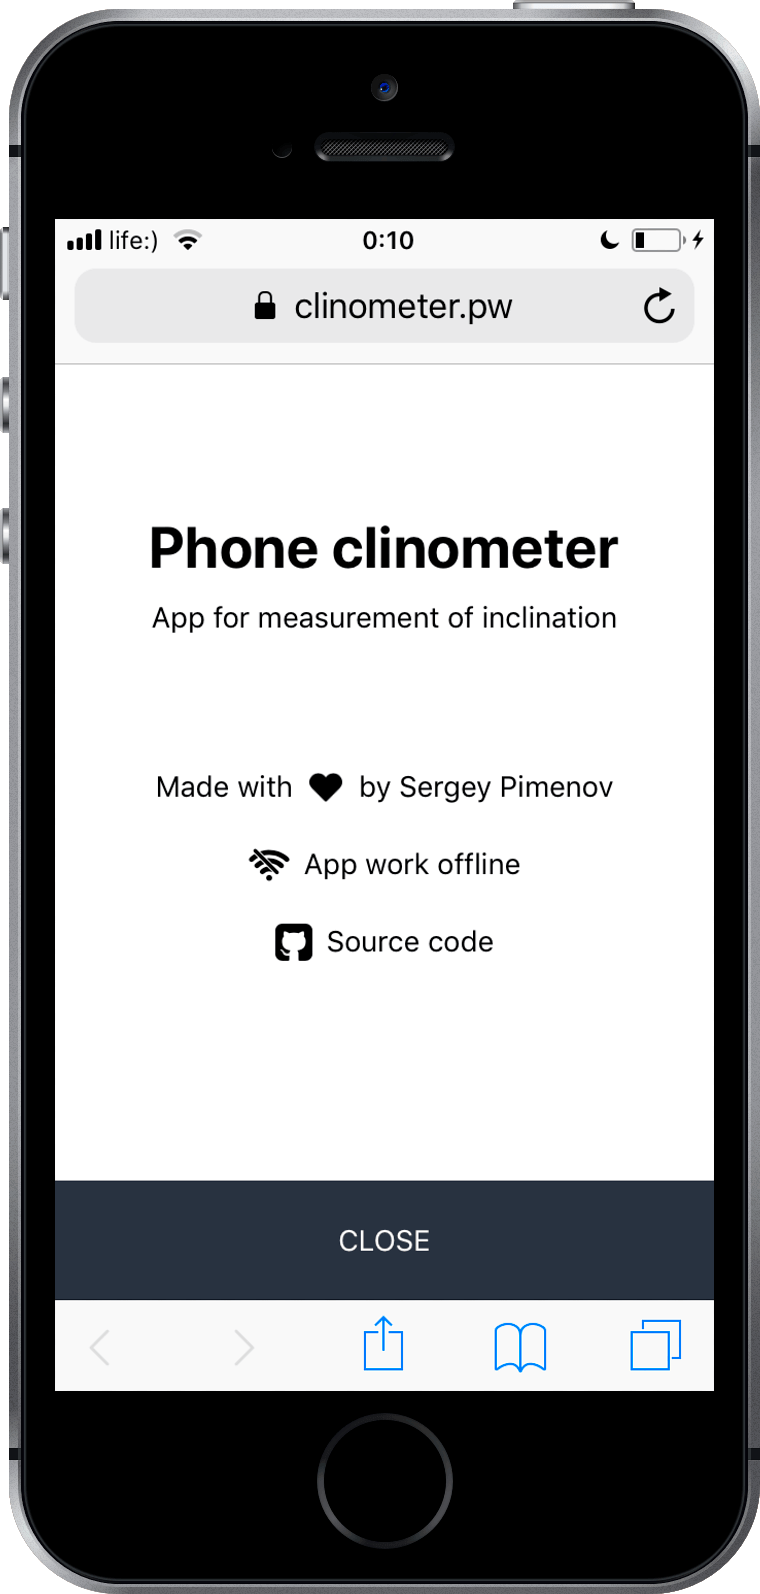 life:) 0:10
clinometer.pw
Phone clinometer
App for measurement of inclination
Made with by Sergey Pimenov
App work offline
Source code
CLOSE